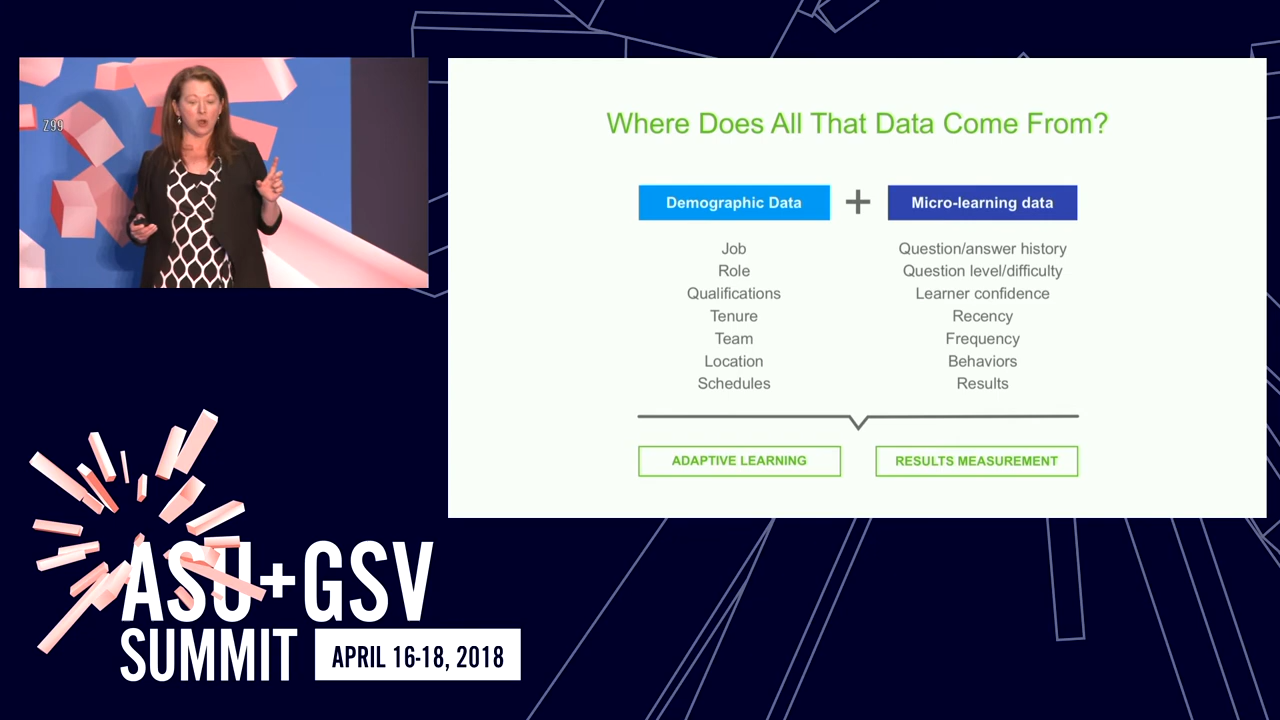 Z99
Where Does All That Data Come From?
Demographic Data + Micro-learning data
Job
Role
Qualifications
Tenure
Team
Location
Schedules
Question/answer history
Question level/difficulty
Learner confidence
Recency
Frequency
Behaviors
Results
ADAPTIVE LEARNING
RESULTS MEASUREMENT
ASU+GSV
SUMMIT
APRIL 16-18, 2018